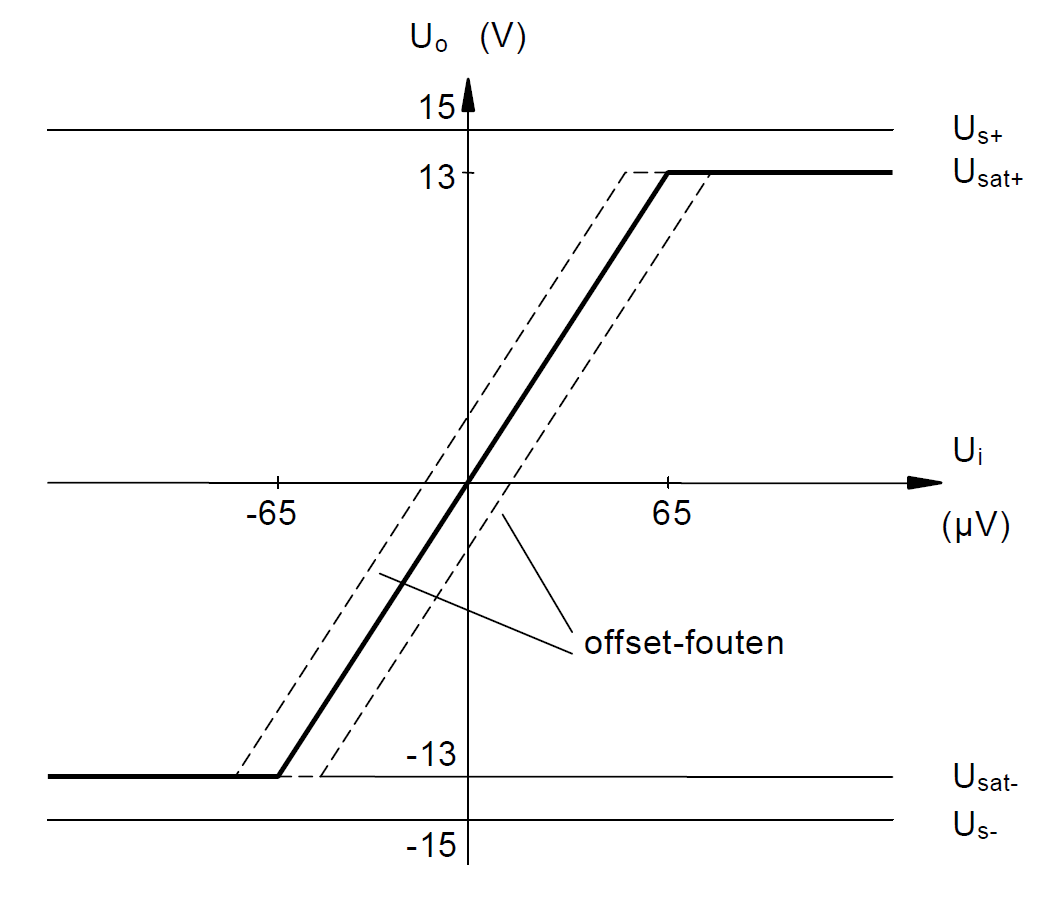 Uo (V)
15
Us+
13
Usat+
Ui
-65
65
(µV)
offset-fouten
-13
Usat-
Us-
-15